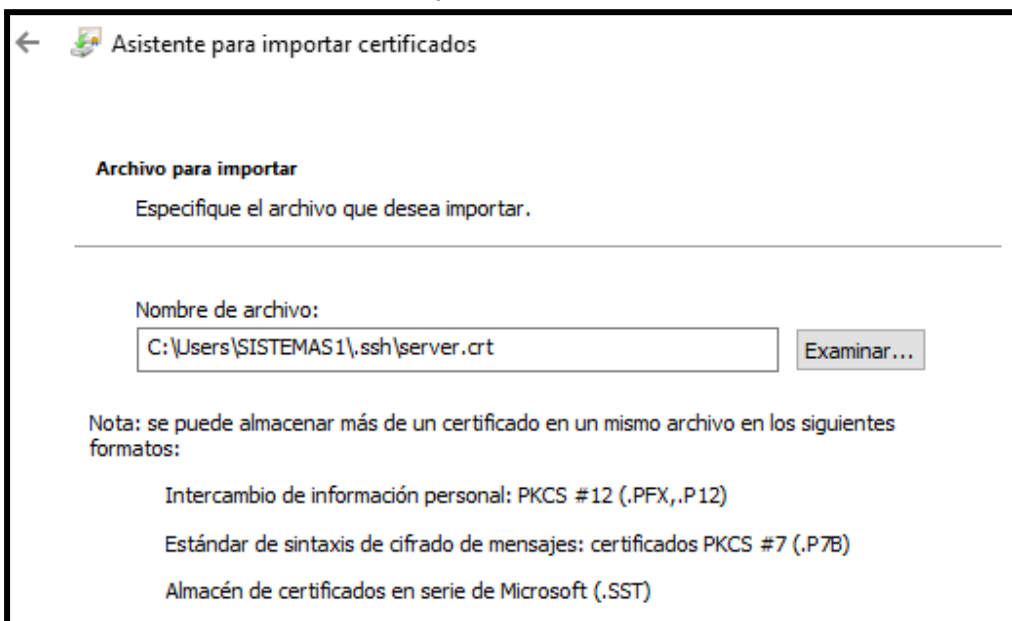 Asistente para importar certificados
Archivo para importar
Especifique el archivo que desea importar.
Nombre de archivo:
C:\Users\SISTEMAS1\.ssh\server.crt
Examinar...
Nota: se puede almacenar más de un certificado en un mismo archivo en los siguientes
formatos:
Intercambio de información personal: PKCS #12 (.PFX,.P12)
Estándar de sintaxis de cifrado de mensajes: certificados PKCS #7 (.P7B)
Almacén de certificados en serie de Microsoft (.SST)